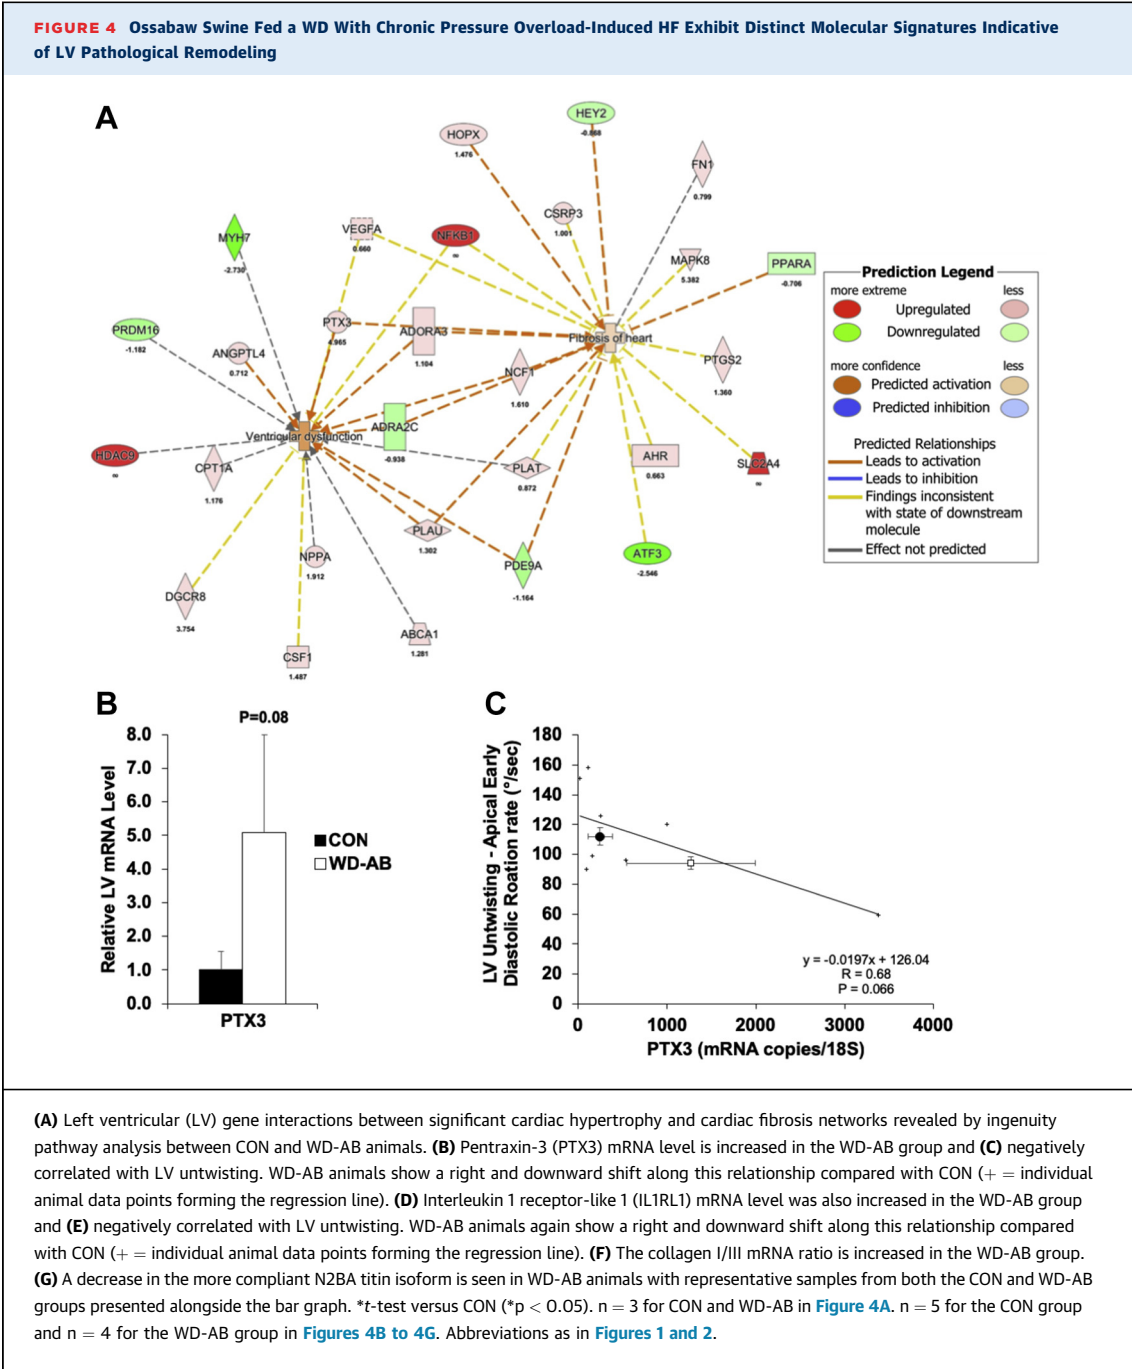 FIGURE 4 Ossabaw Swine Fed a WD With Chronic Pressure Overload-Induced HF Exhibit Distinct Molecular Signatures Indicative
of LV Pathological Remodeling
A
HEY2
-0.868
HOPX
1.476
FN1
0.799
CSRP3
1.001
MYH7
-2.730
VEGFA
0.660
NFKB1
∞
MAPK8
5.382
PPARA
-0.706
PRDM16
-1.182
PTX3
4.965
ADORA3
1.104
Fibrosis of heart
ANGPTL4
0.712
NCF1
1.610
PTGS2
1.360
Ventricular dysfunction
ADRA2C
-0.938
HDAC9
∞
CPT1A
1.176
PLAT
0.872
AHR
0.663
SLC2A4
∞
PLAU
1.302
NPPA
1.912
PDE9A
-1.164
ATF3
-2.546
DGCR8
3.754
ABCA1
1.281
CSF1
1.487
Prediction Legend
more extreme less
Upregulated
Downregulated
more confidence less
Predicted activation
Predicted inhibition
Predicted Relationships
Leads to activation
Leads to inhibition
Findings inconsistent
with state of downstream
molecule
Effect not predicted
B
P=0.08
Relative LV mRNA Level
8.0
7.0
6.0
5.0
4.0
3.0
2.0
1.0
0.0
PTX3
CON
WD-AB
C
LV Untwisting - Apical Early
Diastolic Roation rate (°/sec)
180
160
140
120
100
80
60
40
20
0
y = -0.0197x + 126.04
R = 0.68
P = 0.066
0 1000 2000 3000 4000
PTX3 (mRNA copies/18S)
(A) Left ventricular (LV) gene interactions between significant cardiac hypertrophy and cardiac fibrosis networks revealed by ingenuity
pathway analysis between CON and WD-AB animals. (B) Pentraxin-3 (PTX3) mRNA level is increased in the WD-AB group and (C) negatively
correlated with LV untwisting. WD-AB animals show a right and downward shift along this relationship compared with CON (+ = individual
animal data points forming the regression line). (D) Interleukin 1 receptor-like 1 (IL1RL1) mRNA level was also increased in the WD-AB group
and (E) negatively correlated with LV untwisting. WD-AB animals again show a right and downward shift along this relationship compared
with CON (+ = individual animal data points forming the regression line). (F) The collagen I/III mRNA ratio is increased in the WD-AB group.
(G) A decrease in the more compliant N2BA titin isoform is seen in WD-AB animals with representative samples from both the CON and WD-AB
groups presented alongside the bar graph. *t-test versus CON (*p < 0.05). n = 3 for CON and WD-AB in Figure 4A. n = 5 for the CON group
and n = 4 for the WD-AB group in Figures 4B to 4G. Abbreviations as in Figures 1 and 2.